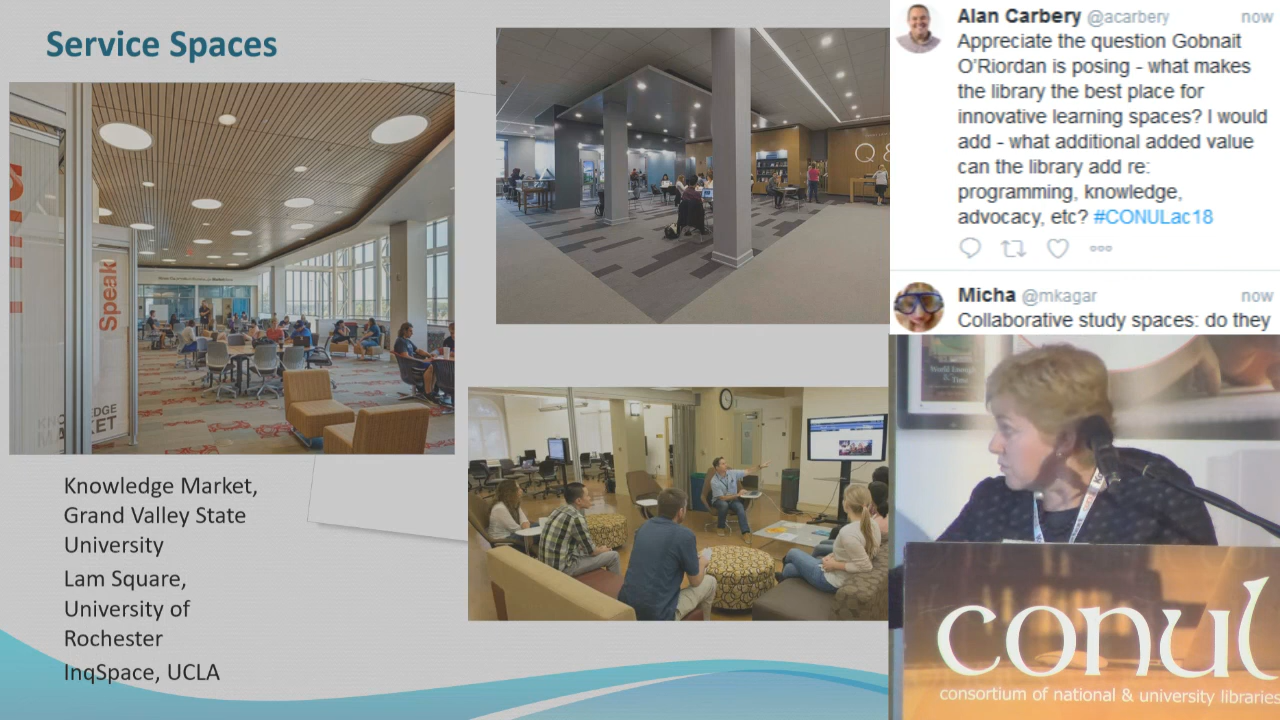 Service Spaces
Speak
KNOWLEDGE
MARKET
Q &
Knowledge Market,
Grand Valley State
University
Lam Square,
University of
Rochester
InqSpace, UCLA
Alan Carbery @acarbery now
Appreciate the question Gobnait
O'Riordan is posing - what makes
the library the best place for
innovative learning spaces? I would
add - what additional added value
can the library add re:
programming, knowledge,
advocacy, etc? #CONULac18
Micha @mkagar now
Collaborative study spaces: do they
World Enough
& Time
conul
consortium of national & university libraries